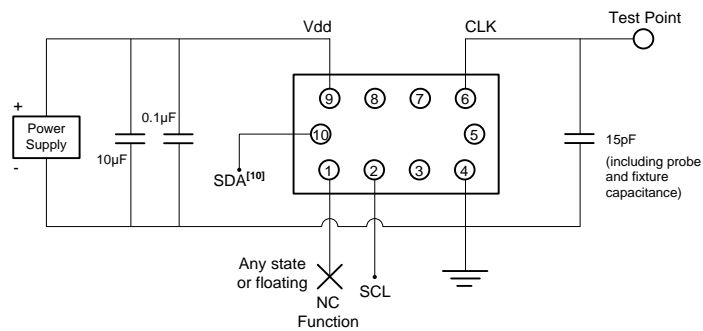 Vdd
CLK
Test Point
9
8
7
6
+
Power
Supply
-
10µF
0.1µF
10
5
15pF
(including probe
and fixture
capacitance)
SDA[10]
1
2
3
4
Any state
or floating
NC
Function
SCL